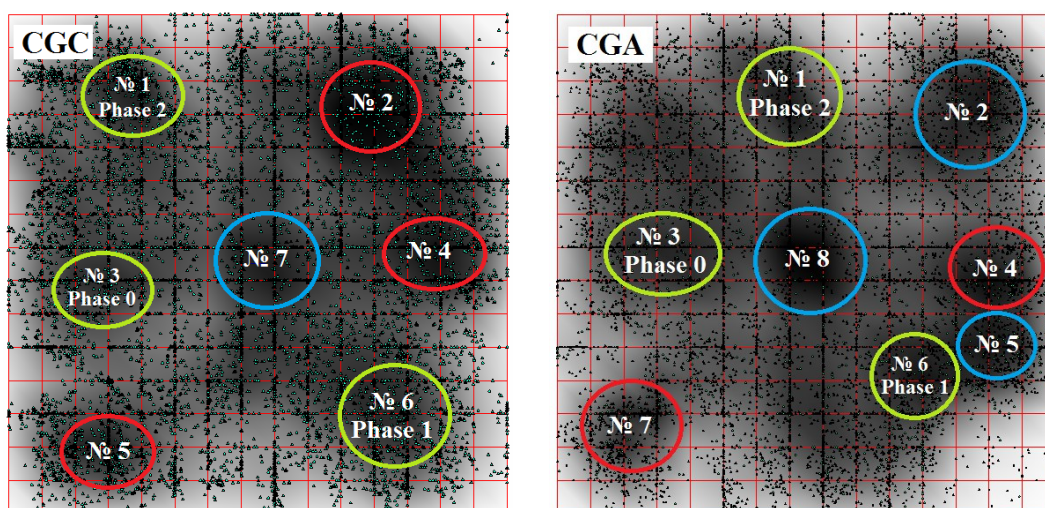 CGC
№ 1
Phase 2
№ 2
№ 3
Phase 0
№ 7
№ 4
№ 5
№ 6
Phase 1
CGA
№ 1
Phase 2
№ 2
№ 3
Phase 0
№ 8
№ 4
№ 5
№ 6
Phase 1
№ 7